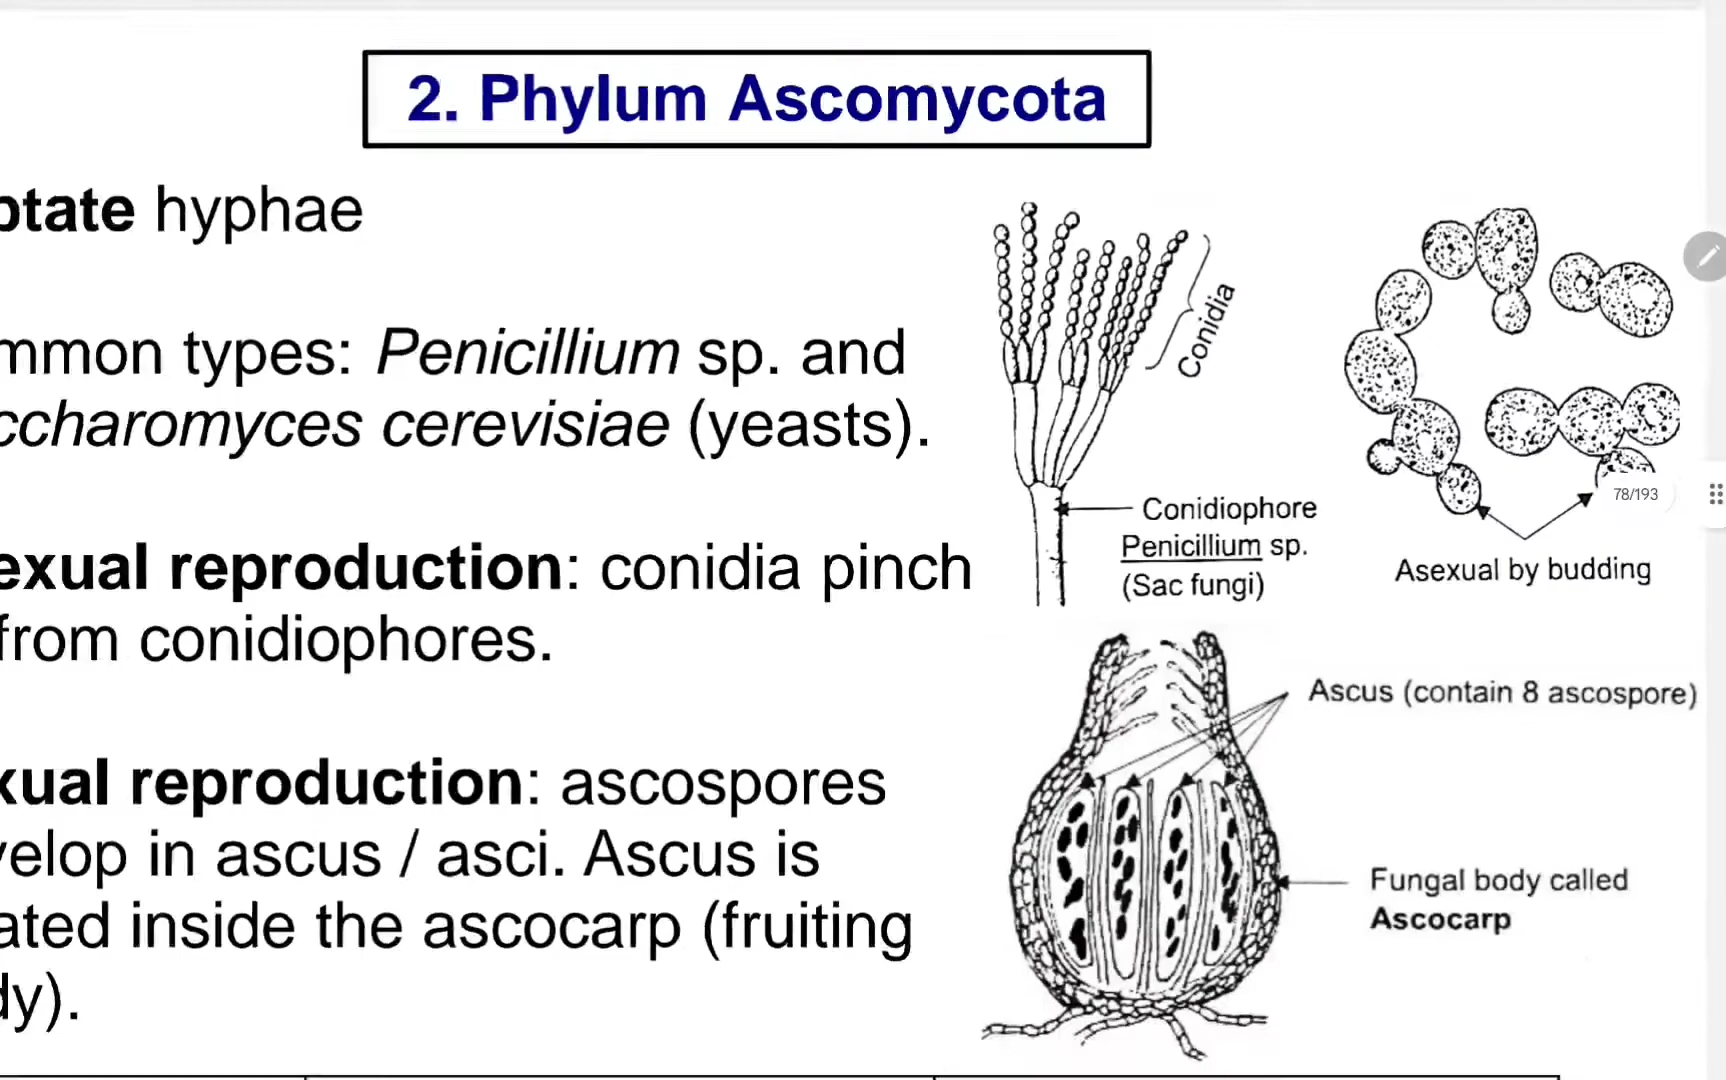 2. Phylum Ascomycota
ptate hyphae
mmon types: Penicillium sp. and
ccharomyces cerevisiae (yeasts).
exual reproduction: conidia pinch
from conidiophores.
xual reproduction: ascospores
velop in ascus / asci. Ascus is
ated inside the ascocarp (fruiting
dy).
Conidia
Conidiophore
Penicillium sp.
(Sac fungi)
78/193
Asexual by budding
Ascus (contain 8 ascospore)
Fungal body called
Ascocarp